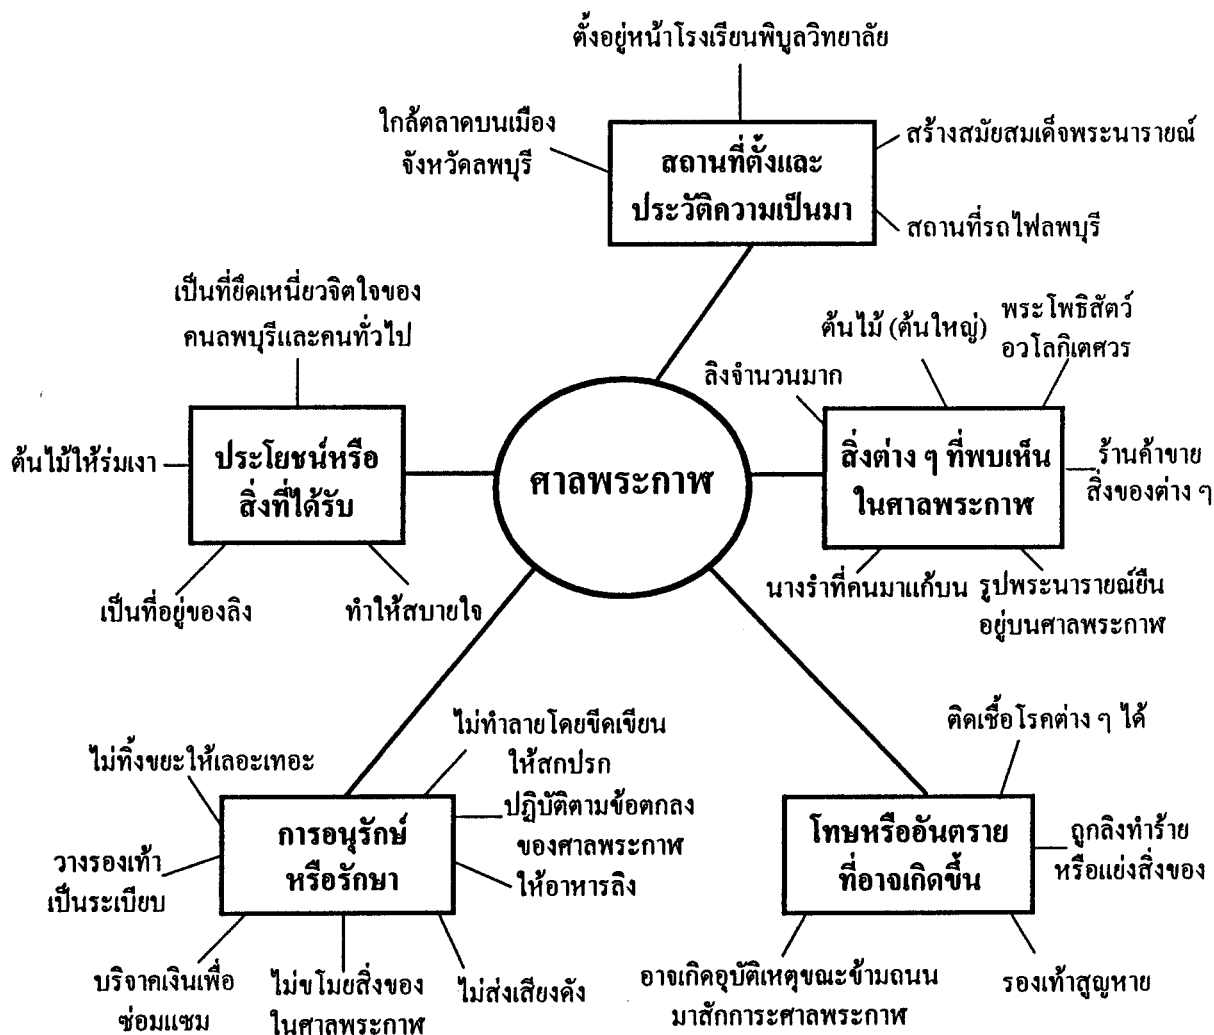 ตั้งอยู่หน้าโรงเรียนพิบูลวิทยาลัย
ใกล้ตลาดบนเมือง
จังหวัดลพบุรี
สถานที่ตั้งและ
ประวัติความเป็นมา
สร้างสมัยสมเด็จพระนารายณ์
สถานที่รถไฟลพบุรี
เป็นที่ยึดเหนี่ยวจิตใจของ
คนลพบุรีและคนทั่วไป
ต้นไม้ให้ร่มเงา
ประโยชน์หรือ
สิ่งที่ได้รับ
เป็นที่อยู่ของลิง
ทำให้สบายใจ
ศาลพระกาฬ
ลิงจำนวนมาก
ต้นไม้ (ต้นใหญ่)
พระโพธิสัตว์
อวโลกิเตศวร
สิ่งต่าง ๆ ที่พบเห็น
ในศาลพระกาฬ
ร้านค้าขาย
สิ่งของต่าง ๆ
นางรำที่คนมาแก้บน
รูปพระนารายณ์ยืน
อยู่บนศาลพระกาฬ
ไม่ทิ้งขยะให้เลอะเทอะ
ไม่ทำลายโดยขีดเขียน
ให้สกปรก
ปฏิบัติตามข้อตกลง
ของศาลพระกาฬ
ให้อาหารลิง
การอนุรักษ์
หรือรักษา
วางรองเท้า
เป็นระเบียบ
บริจาคเงินเพื่อ
ซ่อมแซม
ไม่ขโมยสิ่งของ
ในศาลพระกาฬ
ไม่ส่งเสียงดัง
ติดเชื้อโรคต่าง ๆ ได้
โทษหรืออันตราย
ที่อาจเกิดขึ้น
ถูกลิงทำร้าย
หรือแย่งสิ่งของ
อาจเกิดอุบัติเหตุขณะข้ามถนน
มาสักการะศาลพระกาฬ
รองเท้าสูญหาย